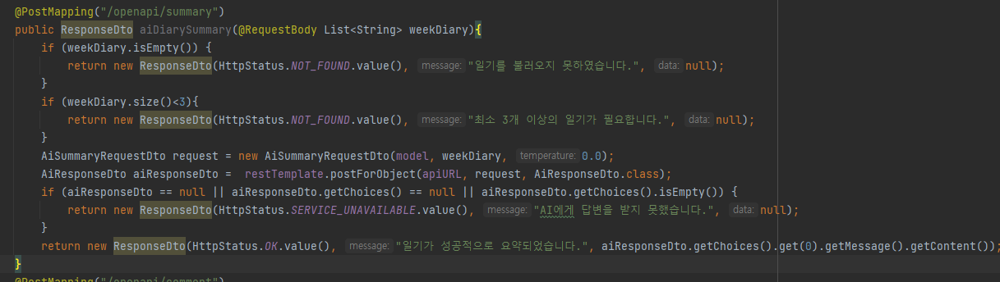 @PostMapping("/openapi/summary")
public ResponseDto aiDiarySummary(@RequestBody List<String> weekDiary){
if (weekDiary.isEmpty()) {
return new ResponseDto(HttpStatus.NOT_FOUND.value(), message: "일기를 불러오지 못하였습니다.", data: null);
}
if (weekDiary.size()<3){
return new ResponseDto(HttpStatus.NOT_FOUND.value(), message: "최소 3개 이상의 일기가 필요합니다.", data: null);
}
AiSummaryRequestDto request = new AiSummaryRequestDto(model, weekDiary, temperature: 0.0);
AiResponseDto aiResponseDto =  restTemplate.postForObject(apiURL, request, AiResponseDto.class);
if (aiResponseDto == null || aiResponseDto.getChoices() == null || aiResponseDto.getChoices().isEmpty()) {
return new ResponseDto(HttpStatus.SERVICE_UNAVAILABLE.value(), message: "AI에게 답변을 받지 못했습니다.", data: null);
}
return new ResponseDto(HttpStatus.OK.value(), message: "일기가 성공적으로 요약되었습니다.", aiResponseDto.getChoices().get(0).getMessage().getContent());
}
@PostMapping("/openapi/comment")